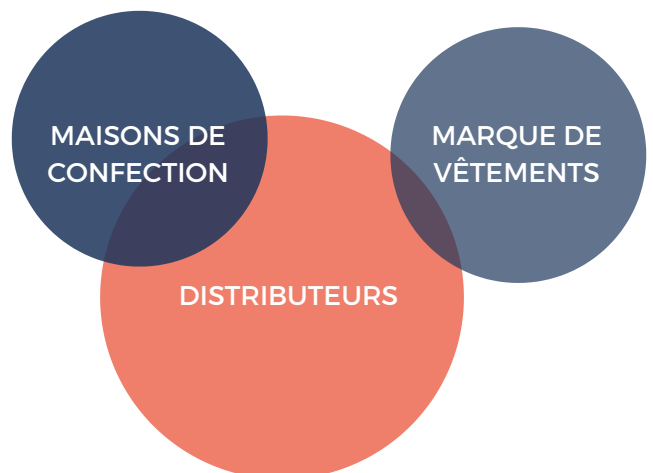 MAISONS DE
CONFECTION
MARQUE DE
VÊTEMENTS
DISTRIBUTEURS